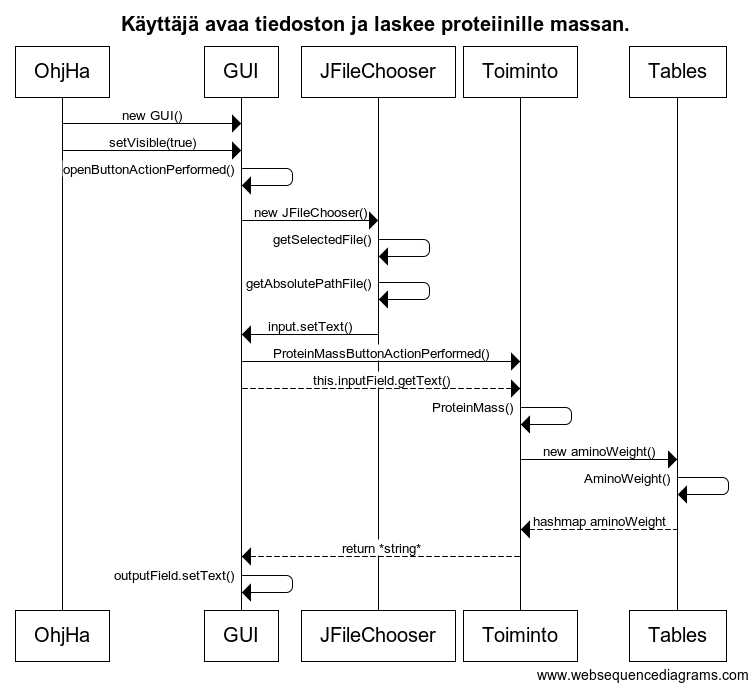 Käyttäjä avaa tiedoston ja laskee proteiinille massan.
OhjHa
GUI
JFileChooser
Toiminto
Tables
new GUI()
setVisible(true)
openButtonActionPerformed()
new JFileChooser()
getSelectedFile()
getAbsolutePathFile()
input.setText()
ProteinMassButtonActionPerformed()
this.inputField.getText()
ProteinMass()
new aminoWeight()
AminoWeight()
hashmap aminoWeight
return *string*
outputField.setText()
OhjHa
GUI
JFileChooser
Toiminto
Tables
www.websequencediagrams.com